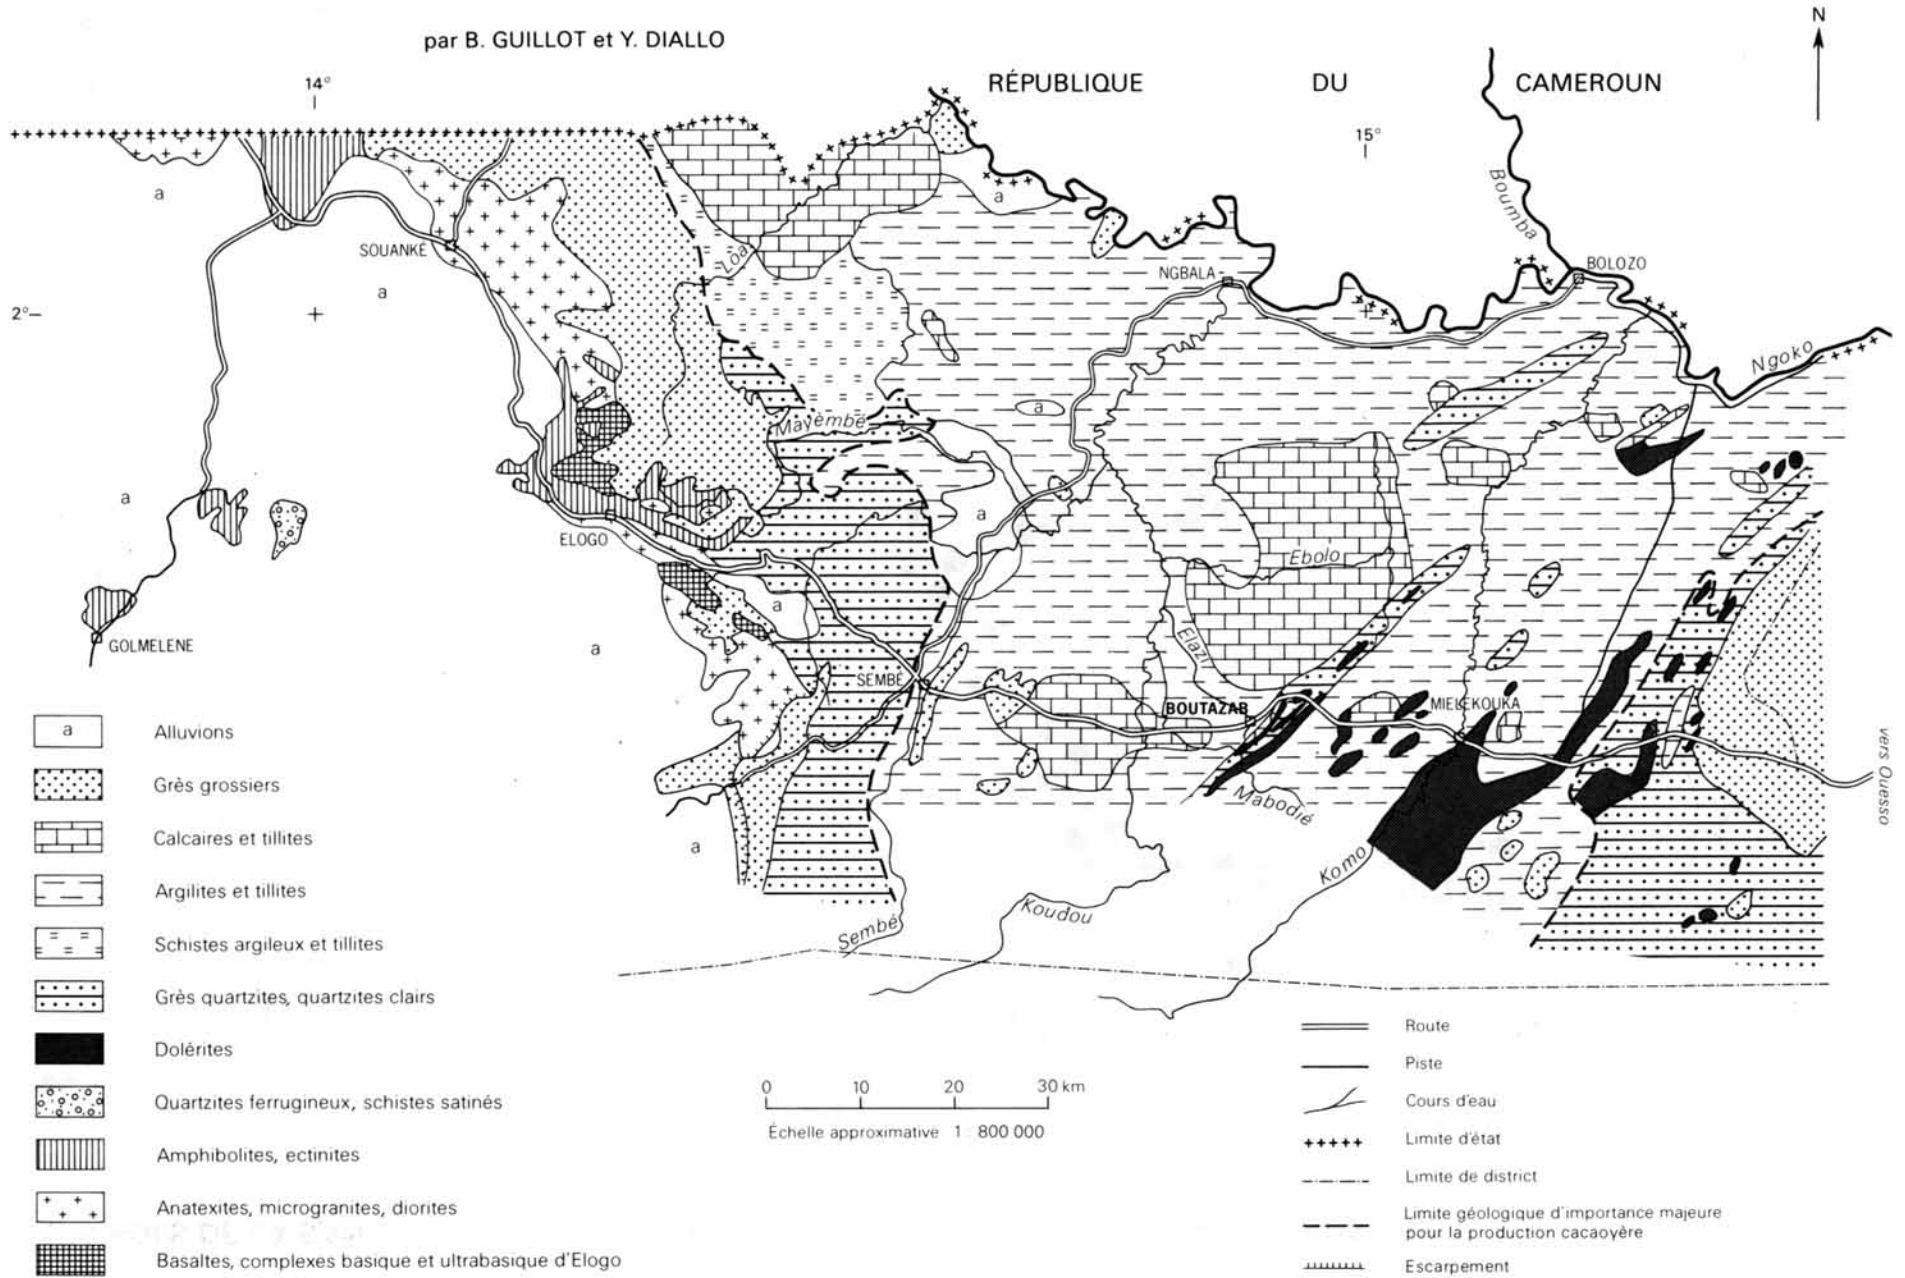 par B. GUILLOT et Y. DIALLO
N
14°
RÉPUBLIQUE DU CAMEROUN
15°
a
a
Boumba
SOUANKÉ
Loa
NGBALA
BOLOZO
a
2°
Ngoko
a
Mayèmbé
a
a
ELOGO
Ebolo
a
GOLMELENE
a
Elazi
SEMBÉ
BOUTAZAB
MIELEKOUKA
vers Ouesso
Mabodié
a
Komo
Koudou
Sembé
a Alluvions
Grès grossiers
Calcaires et tillites
Argilites et tillites
Schistes argileux et tillites
Grès quartzites, quartzites clairs
Dolérites
Quartzites ferrugineux, schistes satinés
Amphibolites, ectinites
Anatexites, microgranites, diorites
Basaltes, complexes basique et ultrabasique d'Elogo
0 10 20 30 km
Échelle approximative 1 : 800 000
Route
Piste
Cours d'eau
Limite d'état
Limite de district
Limite géologique d'importance majeure
pour la production cacaoyère
Escarpement